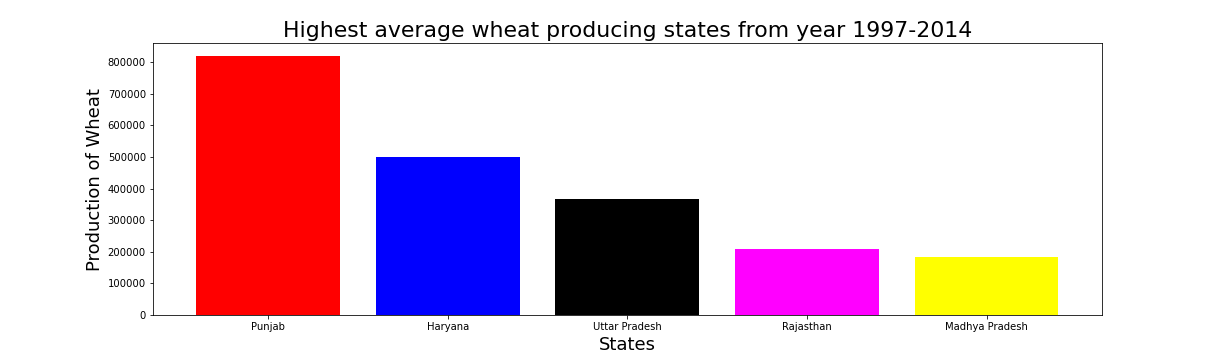 Highest average wheat producing states from year 1997-2014
Production of Wheat
800000
700000
600000
500000
400000
300000
200000
100000
0
Punjab Haryana Uttar Pradesh Rajasthan Madhya Pradesh
States